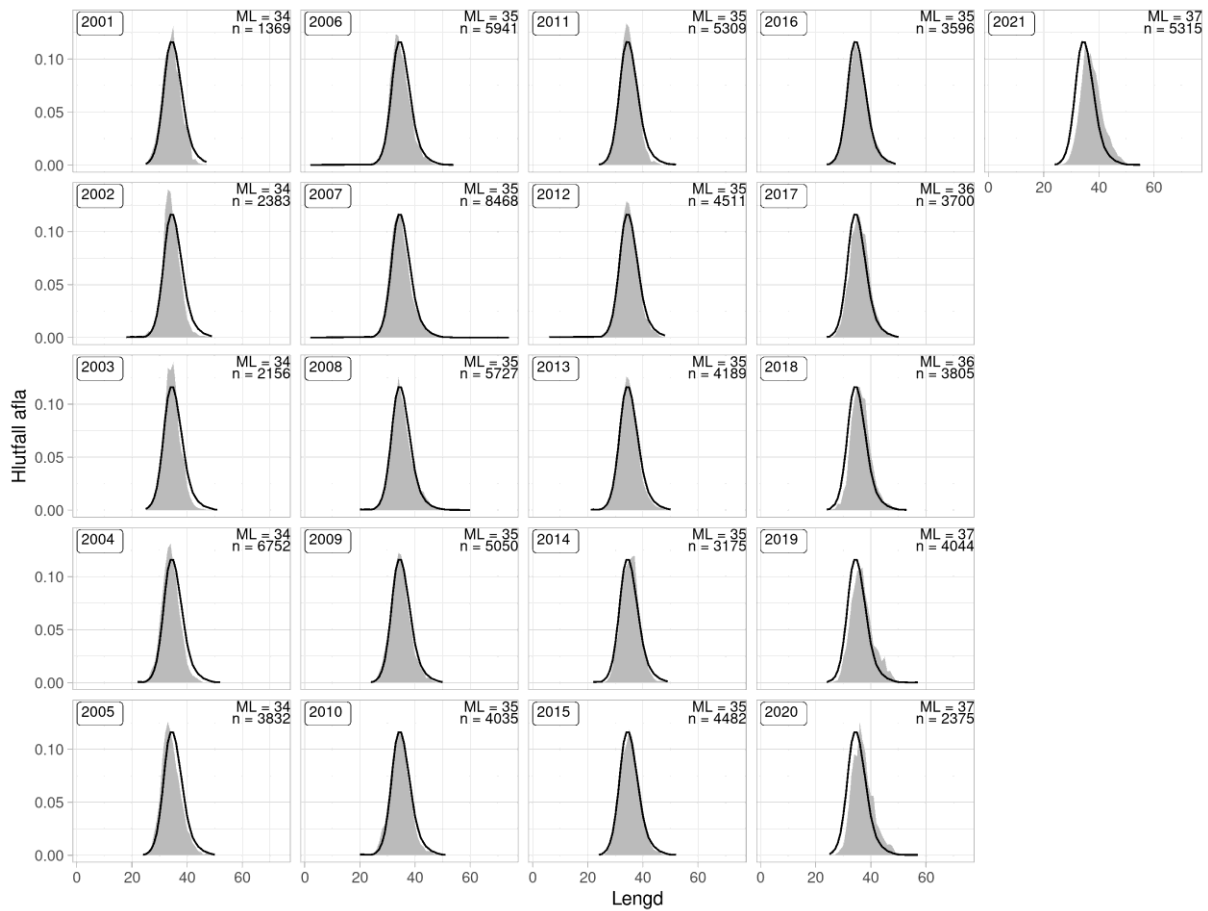 2001
ML = 34
n = 1369
2006
ML = 35
n = 5941
2011
ML = 35
n = 5309
2016
ML = 35
n = 3596
2021
ML = 37
n = 5315
2002
ML = 34
n = 2383
2007
ML = 35
n = 8468
2012
ML = 35
n = 4511
2017
ML = 36
n = 3700
2003
ML = 34
n = 2156
2008
ML = 35
n = 5727
2013
ML = 35
n = 4189
2018
ML = 36
n = 3805
2004
ML = 34
n = 6752
2009
ML = 35
n = 5050
2014
ML = 35
n = 3175
2019
ML = 37
n = 4044
2005
ML = 34
n = 3832
2010
ML = 35
n = 4035
2015
ML = 35
n = 4482
2020
ML = 37
n = 2375
0.10
0.05
0.00
0.10
0.05
0.00
0.10
0.05
0.00
0.10
0.05
0.00
0.10
0.05
0.00
0 20 40 60
0 20 40 60
0 20 40 60
0 20 40 60
0 20 40 60
Hlutfall afla
Lengd